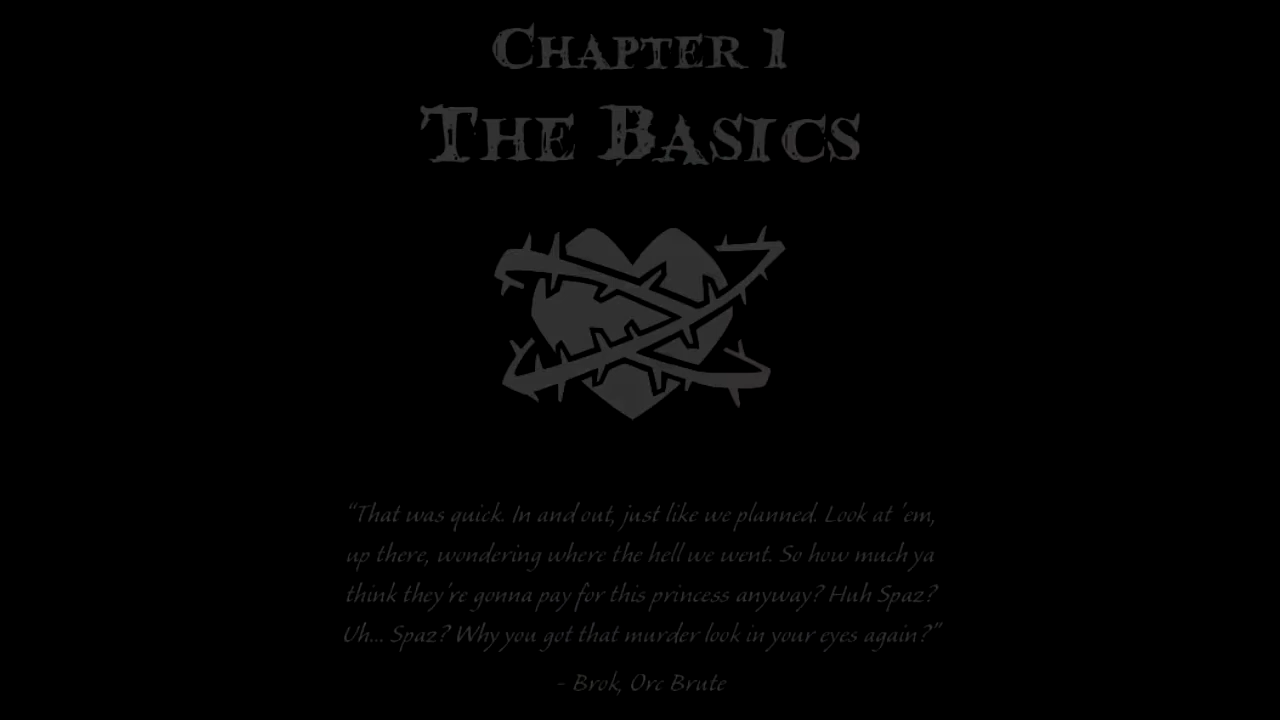 Chapter 1
The Basics
“That was quick. In and out, just like we planned. Look at ’em,
up there, wondering where the hell we went. So how much ya
think they’re gonna pay for this princess anyway? Huh Spaz?
Uh... Spaz? Why you got that murder look in your eyes again?”
- Brok, Orc Brute